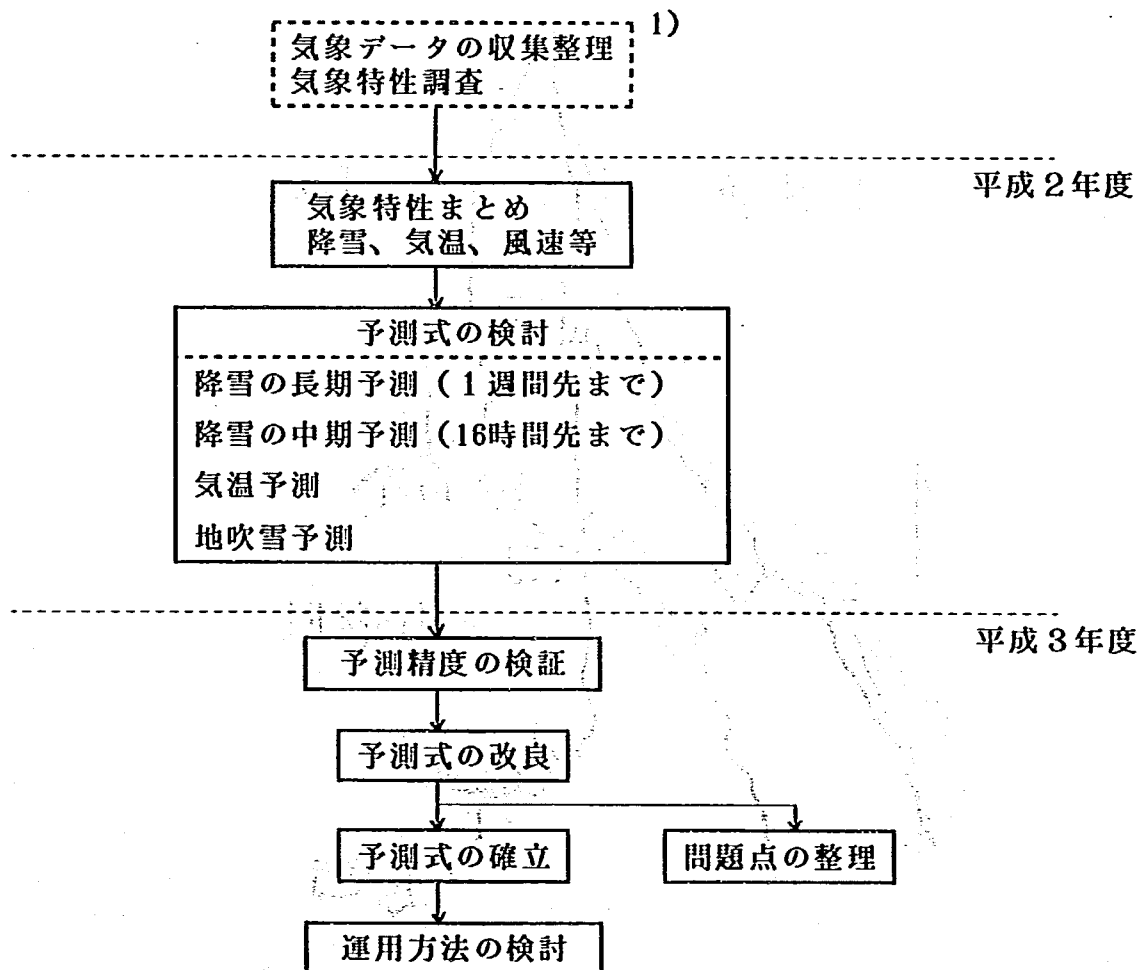 気象データの収集整理
気象特性調査
1)
平成2年度
気象特性まとめ
降雪、気温、風速等
予測式の検討
降雪の長期予測(1週間先まで)
降雪の中期予測(16時間先まで)
気温予測
地吹雪予測
平成3年度
予測精度の検証
予測式の改良
予測式の確立
問題点の整理
運用方法の検討